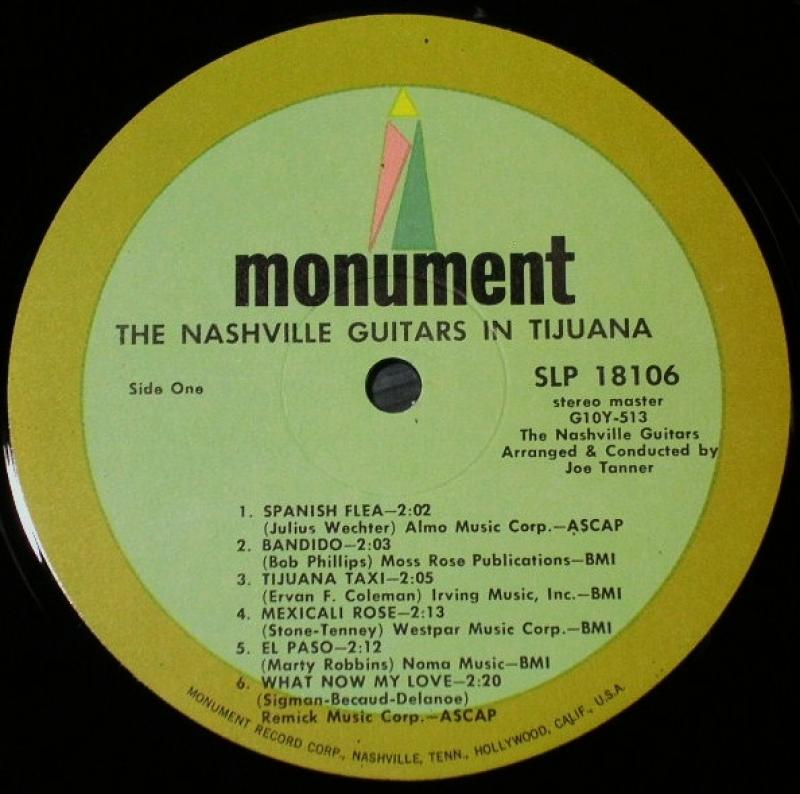 monument
THE NASHVILLE GUITARS IN TIJUANA
Side One
SLP 18106
stereo master
G10Y-513
The Nashville Guitars
Arranged & Conducted by
Joe Tanner
1. SPANISH FLEA—2:02
(Julius Wechter) Almo Music Corp.—ASCAP
2. BANDIDO—2:03
(Bob Phillips) Moss Rose Publications—BMI
3. TIJUANA TAXI—2:05
(Ervan F. Coleman) Irving Music, Inc.—BMI
4. MEXICALI ROSE—2:13
(Stone-Tenney) Westpar Music Corp.—BMI
5. EL PASO—2:12
(Marty Robbins) Noma Music—BMI
6. WHAT NOW MY LOVE—2:20
(Sigman-Becaud-Delanoe)
Remick Music Corp.—ASCAP
MONUMENT RECORD CORP., NASHVILLE, TENN., HOLLYWOOD, CALIF., U.S.A.